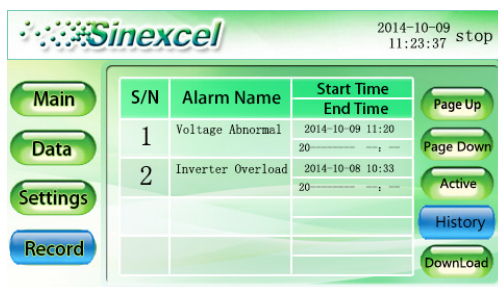 Sinexcel
2014-10-09
11:23:37 stop
Main
Data
Settings
Record
S/N Alarm Name Start Time
End Time
1 Voltage Abnormal 2014-10-09 11:20
20-------- --: --
2 Inverter Overload 2014-10-08 10:33
20-------- --: --
Page Up
Page Down
Active
History
DownLoad